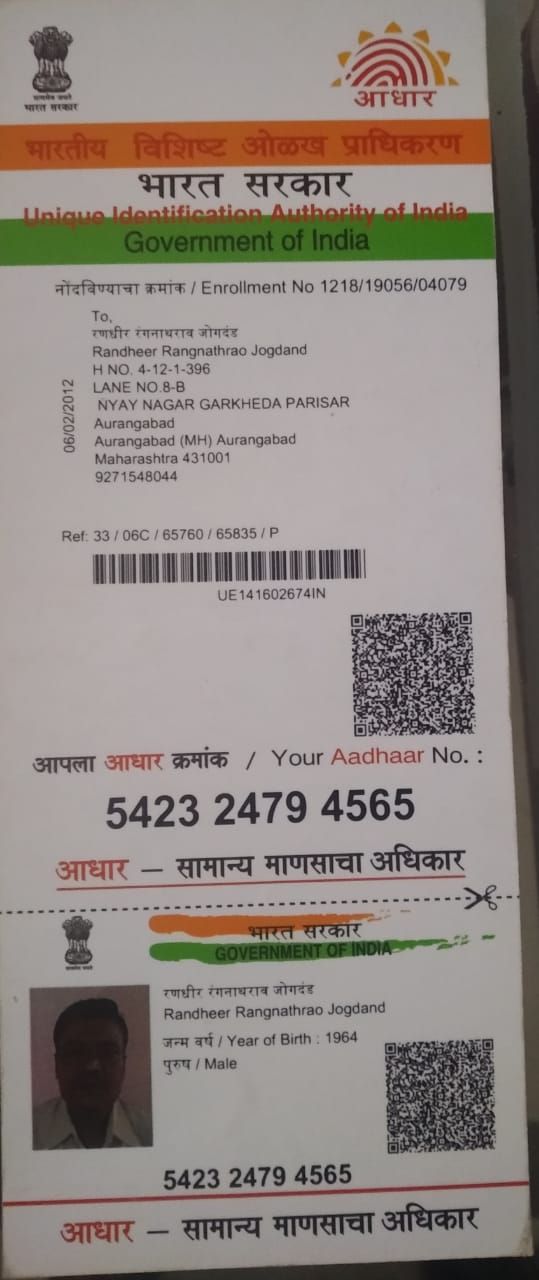 सत्यमेव जयते
भारत सरकार
आधार
भारतीय विशिष्ट ओळख प्राधिकरण
भारत सरकार
Unique Identification Authority of India
Government of India
नोंदविण्याचा क्रमांक / Enrollment No 1218/19056/04079
To,
रणधीर रंगनाथराव जोगदंड
Randheer Rangnathrao Jogdand
H NO. 4-12-1-396
LANE NO.8-B
NYAY NAGAR GARKHEDA PARISAR
Aurangabad
Aurangabad (MH) Aurangabad
Maharashtra 431001
9271548044
06/02/2012
Ref: 33 / 06C / 65760 / 65835 / P
UE141602674IN
आपला आधार क्रमांक / Your Aadhaar No. :
5423 2479 4565
आधार — सामान्य माणसाचा अधिकार
भारत सरकार
GOVERNMENT OF INDIA
रणधीर रंगनाथराव जोगदंड
Randheer Rangnathrao Jogdand
जन्म वर्ष / Year of Birth : 1964
पुरुष / Male
5423 2479 4565
आधार — सामान्य माणसाचा अधिकार